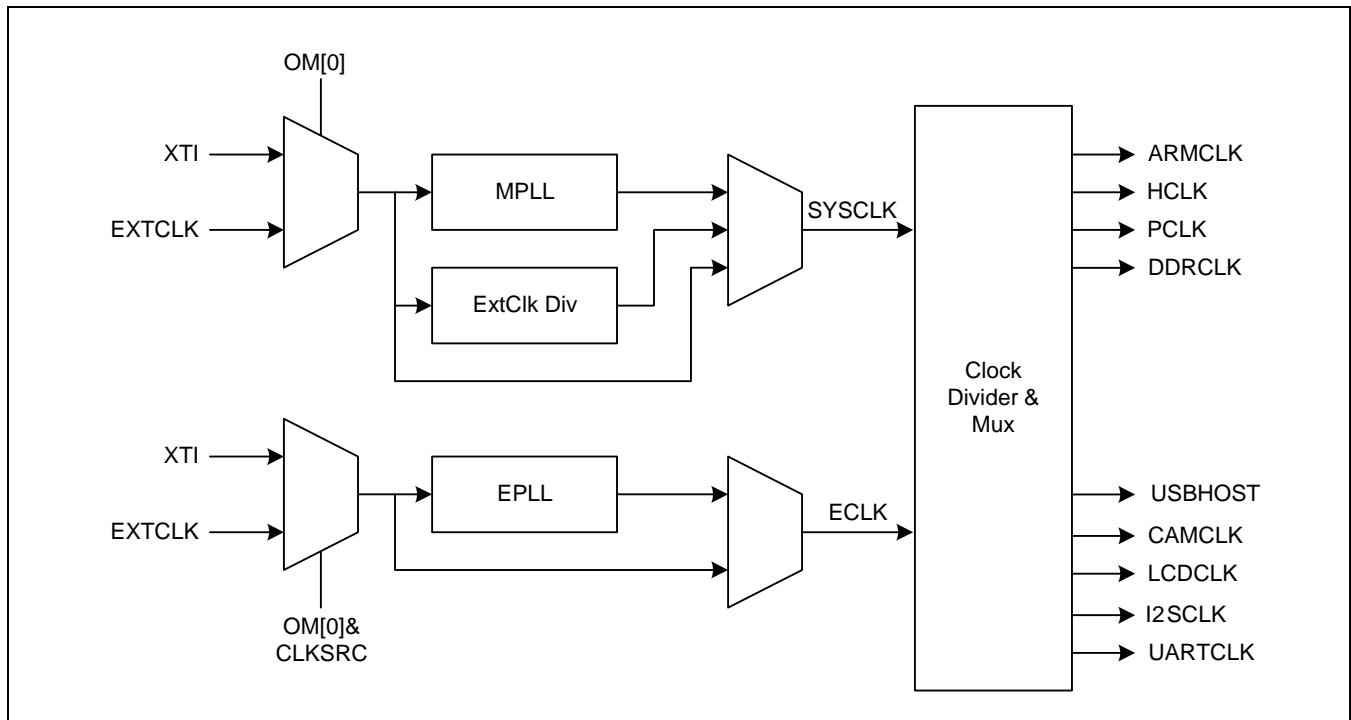 OM[0]
XTI
EXTCLK
MPLL
ExtClk Div
SYSCLK
XTI
EXTCLK
OM[0]&
CLKSRC
EPLL
ECLK
Clock
Divider &
Mux
ARMCLK
HCLK
PCLK
DDRCLK
USBHOST
CAMCLK
LCDCLK
I2SCLK
UARTCLK